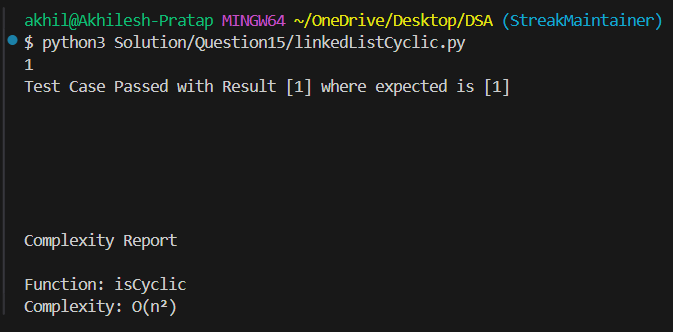 akhil@Akhilesh-Pratap MINGW64 ~/OneDrive/Desktop/DSA (StreakMaintainer)
$ python3 Solution/Question15/linkedListCyclic.py
1
Test Case Passed with Result [1] where expected is [1]
Complexity Report
Function: isCyclic
Complexity: O(n²)